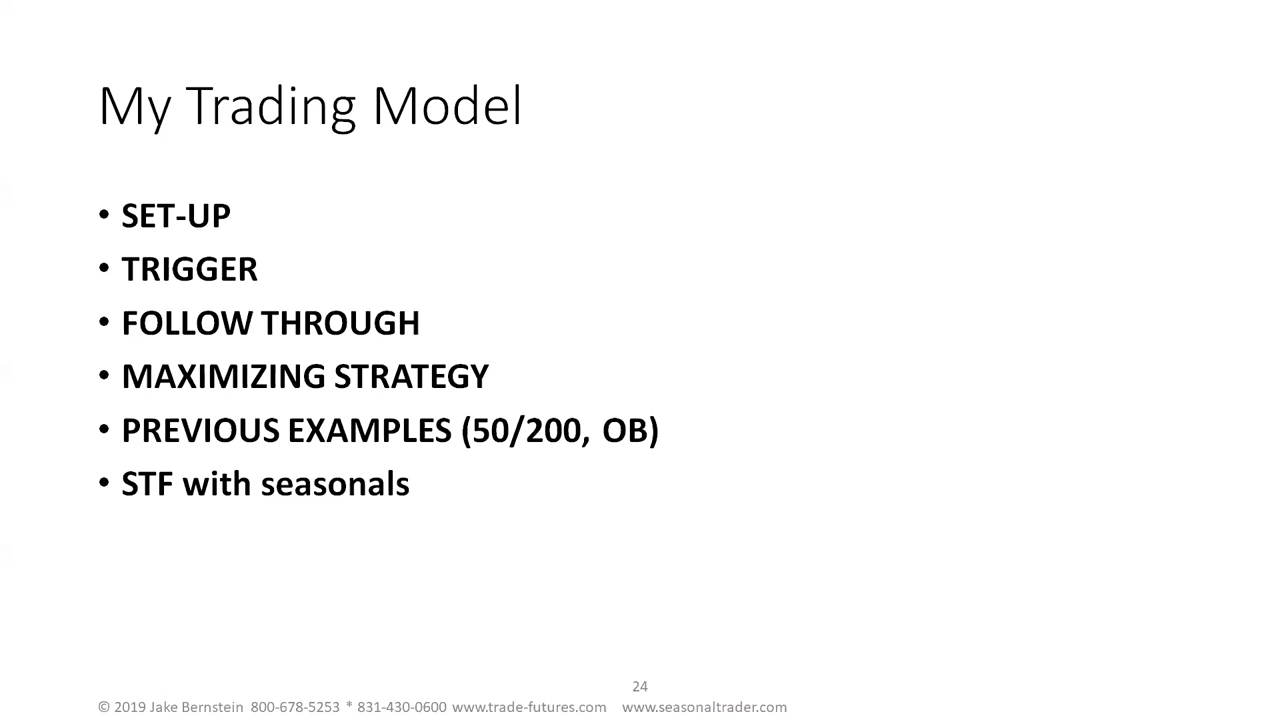 My Trading Model
• SET-UP
• TRIGGER
• FOLLOW THROUGH
• MAXIMIZING STRATEGY
• PREVIOUS EXAMPLES (50/200, OB)
• STF with seasonals
24
© 2019 Jake Bernstein 800-678-5253 * 831-430-0600 www.trade-futures.com www.seasonaltrader.com